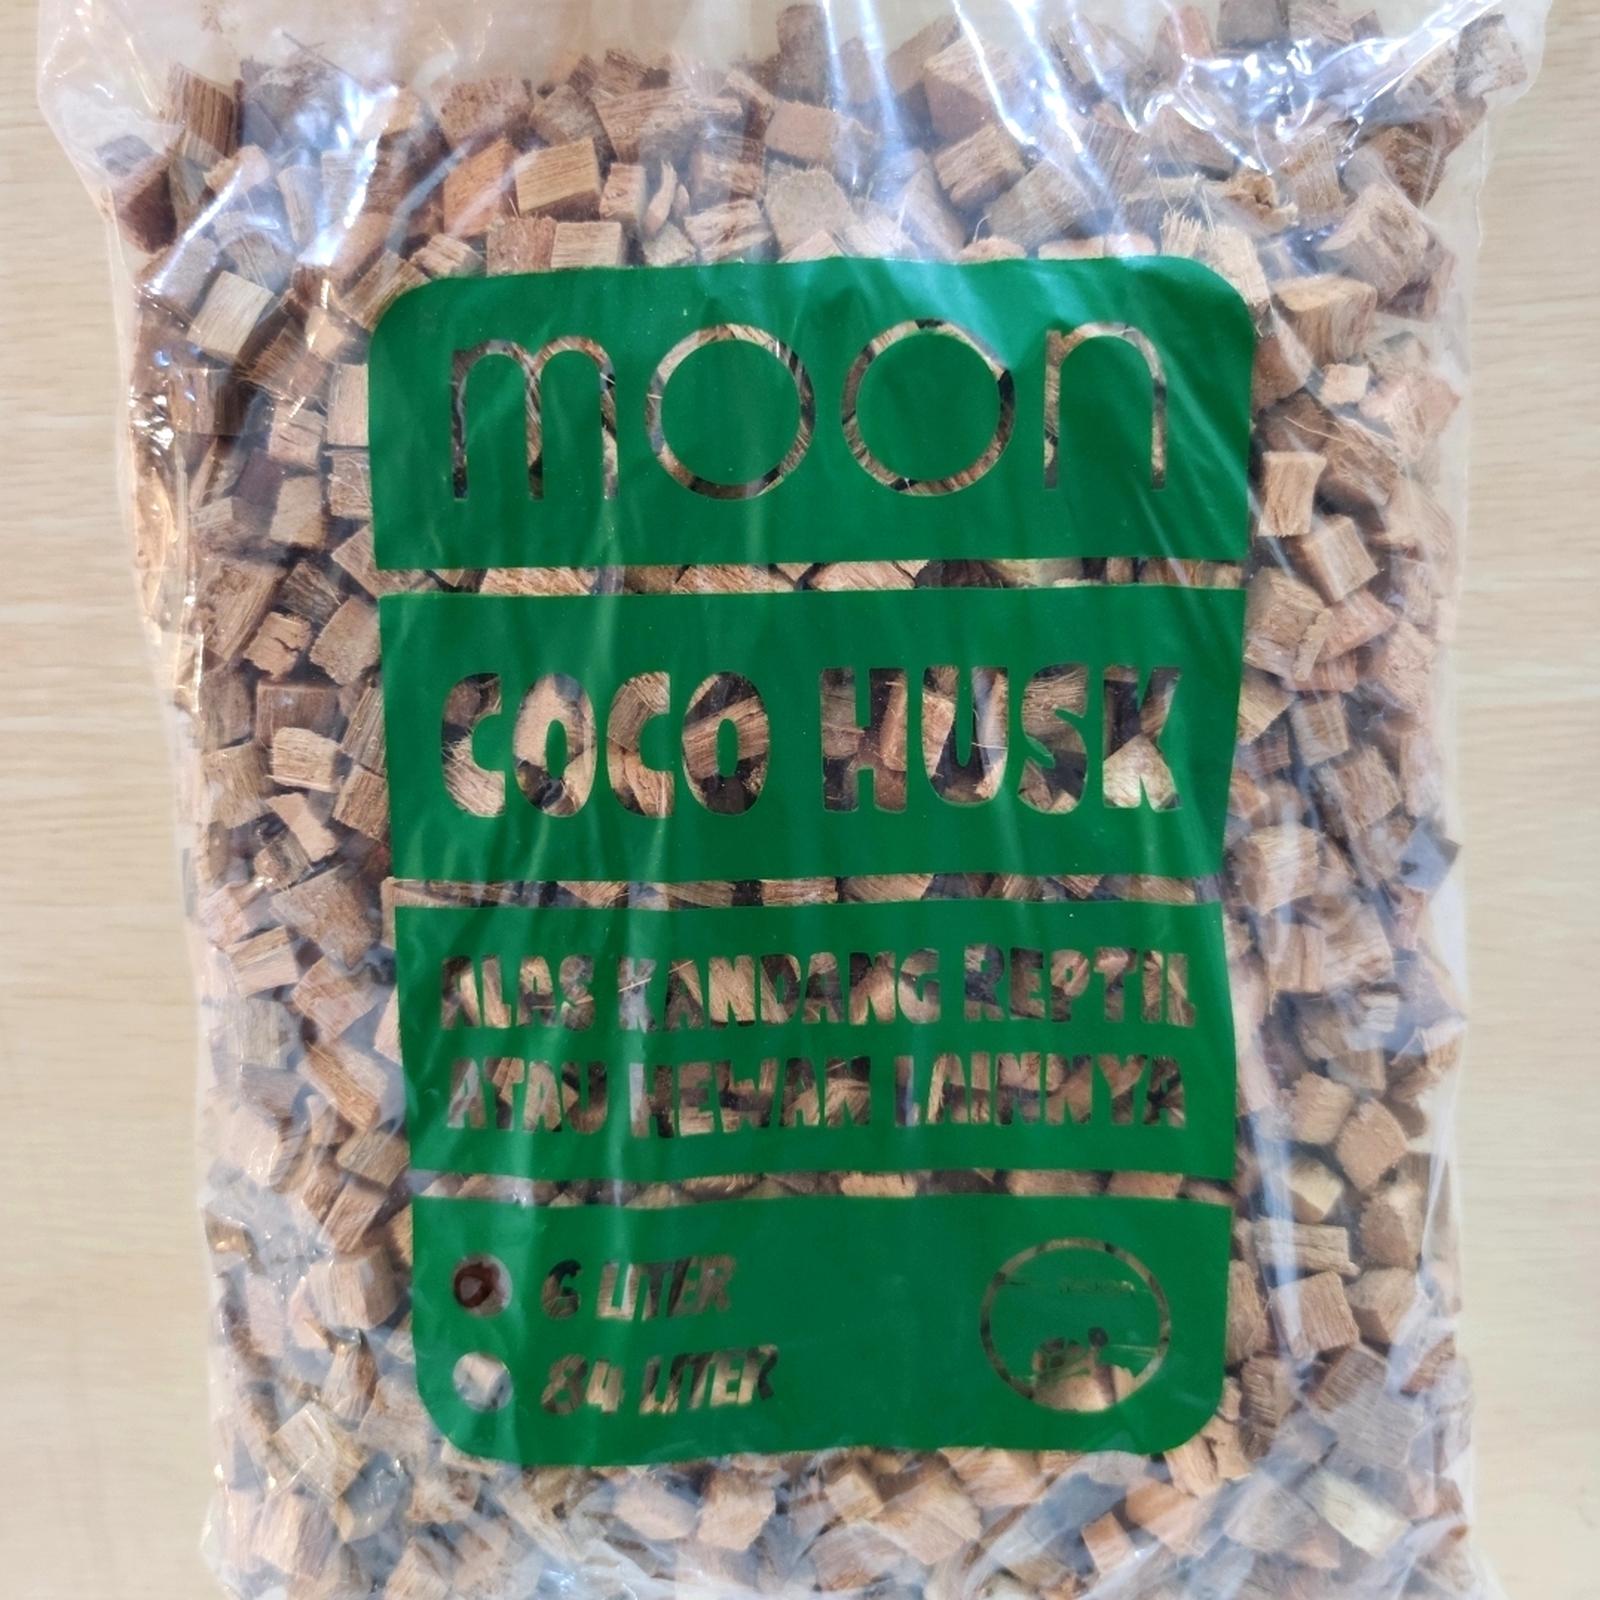 moon
COCO HUSK
ALAS KANDANG REPTIL
ATAU HEWAN LAINNYA
6 LITER
84 LITER